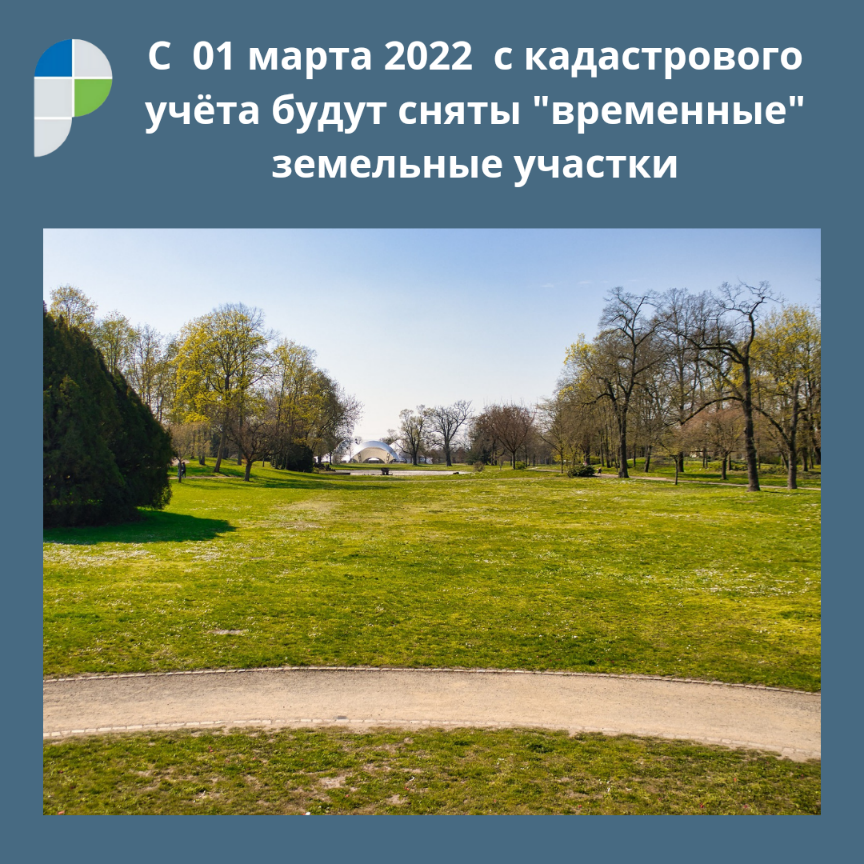 С  01 марта 2022  с кадастрового
учёта будут сняты "временные"
земельные участки